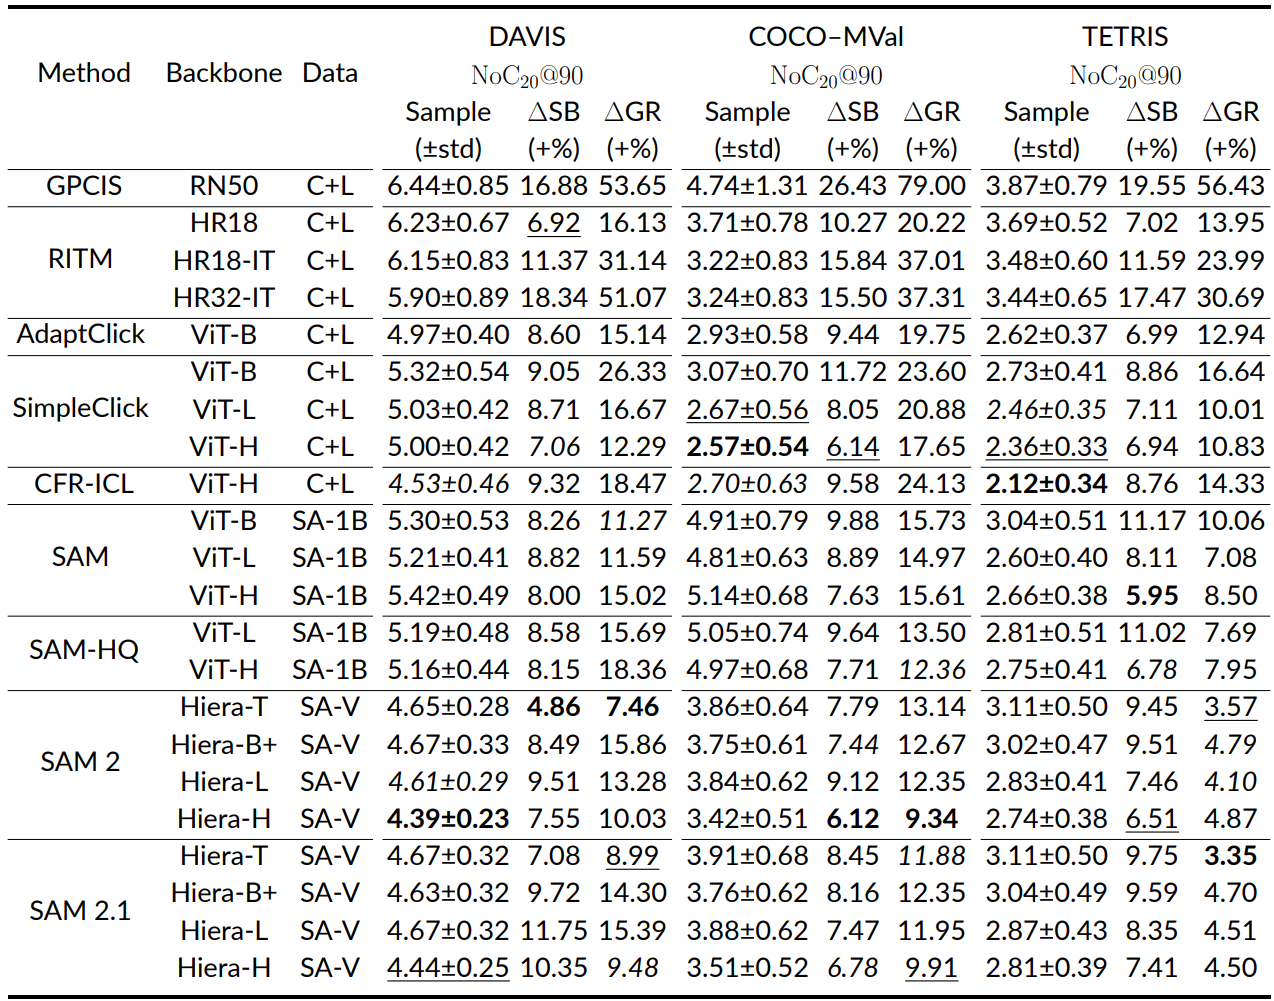 DAVIS COCO–MVal TETRIS
Method Backbone Data NoC₂₀@90 NoC₂₀@90 NoC₂₀@90
Sample ΔSB ΔGR Sample ΔSB ΔGR Sample ΔSB ΔGR
(±std) (+%) (+%) (±std) (+%) (+%) (±std) (+%) (+%)
GPCIS RN50 C+L 6.44±0.85 16.88 53.65 4.74±1.31 26.43 79.00 3.87±0.79 19.55 56.43
HR18 C+L 6.23±0.67 6.92 16.13 3.71±0.78 10.27 20.22 3.69±0.52 7.02 13.95
RITM HR18-IT C+L 6.15±0.83 11.37 31.14 3.22±0.83 15.84 37.01 3.48±0.60 11.59 23.99
HR32-IT C+L 5.90±0.89 18.34 51.07 3.24±0.83 15.50 37.31 3.44±0.65 17.47 30.69
AdaptClick ViT-B C+L 4.97±0.40 8.60 15.14 2.93±0.58 9.44 19.75 2.62±0.37 6.99 12.94
ViT-B C+L 5.32±0.54 9.05 26.33 3.07±0.70 11.72 23.60 2.73±0.41 8.86 16.64
SimpleClick ViT-L C+L 5.03±0.42 8.71 16.67 2.67±0.56 8.05 20.88 2.46±0.35 7.11 10.01
ViT-H C+L 5.00±0.42 7.06 12.29 2.57±0.54 6.14 17.65 2.36±0.33 6.94 10.83
CFR-ICL ViT-H C+L 4.53±0.46 9.32 18.47 2.70±0.63 9.58 24.13 2.12±0.34 8.76 14.33
ViT-B SA-1B 5.30±0.53 8.26 11.27 4.91±0.79 9.88 15.73 3.04±0.51 11.17 10.06
SAM ViT-L SA-1B 5.21±0.41 8.82 11.59 4.81±0.63 8.89 14.97 2.60±0.40 8.11 7.08
ViT-H SA-1B 5.42±0.49 8.00 15.02 5.14±0.68 7.63 15.61 2.66±0.38 5.95 8.50
SAM-HQ ViT-L SA-1B 5.19±0.48 8.58 15.69 5.05±0.74 9.64 13.50 2.81±0.51 11.02 7.69
ViT-H SA-1B 5.16±0.44 8.15 18.36 4.97±0.68 7.71 12.36 2.75±0.41 6.78 7.95
Hiera-T SA-V 4.65±0.28 4.86 7.46 3.86±0.64 7.79 13.14 3.11±0.50 9.45 3.57
SAM 2 Hiera-B+ SA-V 4.67±0.33 8.49 15.86 3.75±0.61 7.44 12.67 3.02±0.47 9.51 4.79
Hiera-L SA-V 4.61±0.29 9.51 13.28 3.84±0.62 9.12 12.35 2.83±0.41 7.46 4.10
Hiera-H SA-V 4.39±0.23 7.55 10.03 3.42±0.51 6.12 9.34 2.74±0.38 6.51 4.87
Hiera-T SA-V 4.67±0.32 7.08 8.99 3.91±0.68 8.45 11.88 3.11±0.50 9.75 3.35
SAM 2.1 Hiera-B+ SA-V 4.63±0.32 9.72 14.30 3.76±0.62 8.16 12.35 3.04±0.49 9.59 4.70
Hiera-L SA-V 4.67±0.32 11.75 15.39 3.88±0.62 7.47 11.95 2.87±0.43 8.35 4.51
Hiera-H SA-V 4.44±0.25 10.35 9.48 3.51±0.52 6.78 9.91 2.81±0.39 7.41 4.50